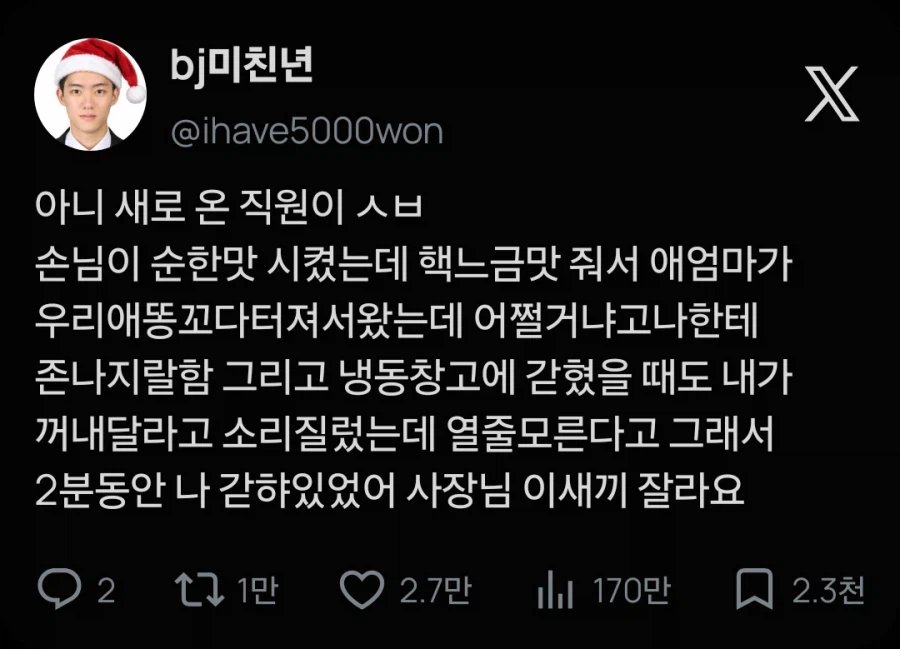 bj미친년
@ihave5000won
아니 새로 온 직원이 ㅅㅂ
손님이 순한맛 시켰는데 핵느금맛 줘서 애엄마가
우리애똥꼬다터져서왔는데 어쩔거냐고나한테
존나지랄함 그리고 냉동창고에 갇혔을 때도 내가
꺼내달라고 소리질렀는데 열줄모른다고 그래서
2분동안 나 갇햐있었어 사장님 이새끼 잘라요
2 1만 2.7만 170만 2.3천